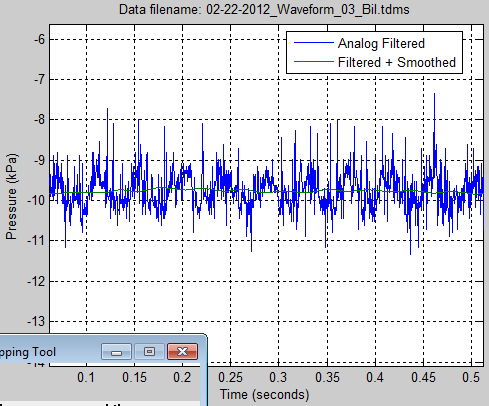 Data filename: 02-22-2012_Waveform_03_Bil.tdms
Analog Filtered
Filtered + Smoothed
Pressure (kPa)
-6
-7
-8
-9
-10
-11
-12
-13
pping Tool
0.1 0.15 0.2 0.25 0.3 0.35 0.4 0.45 0.5
Time (seconds)